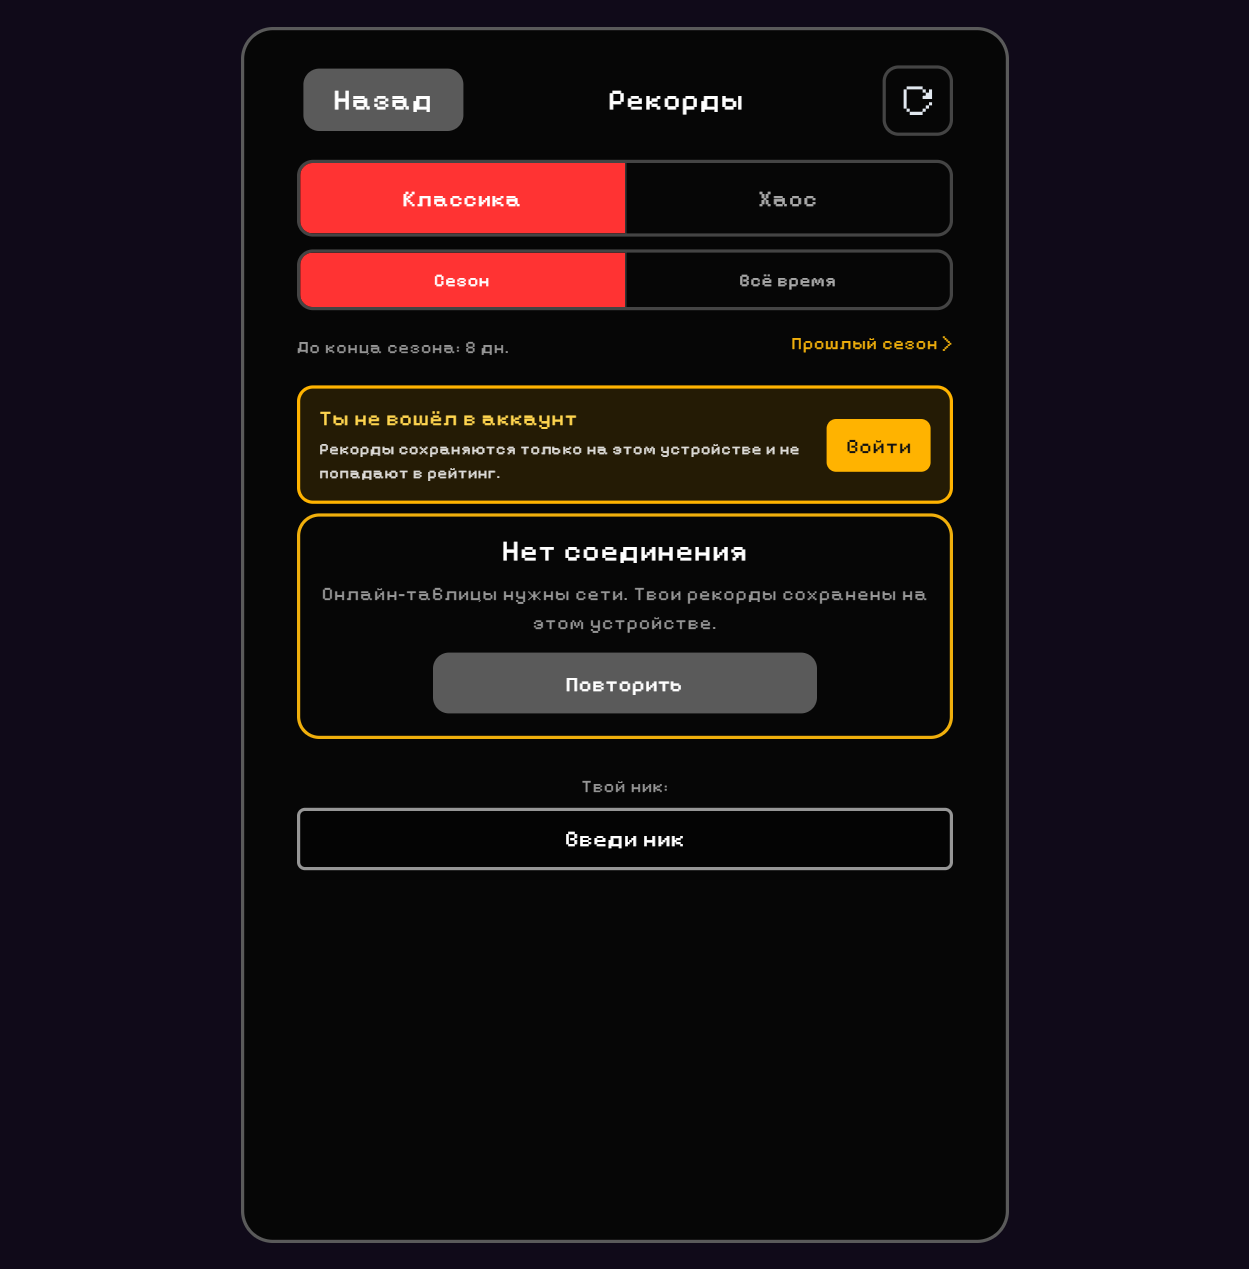 Назад
Рекорды
Классика
Хаос
Сезон
Всё время
До конца сезона: 8 дн.
Прошлый сезон
Ты не вошёл в аккаунт
Рекорды сохраняются только на этом устройстве и не
попадают в рейтинг.
Войти
Нет соединения
Онлайн-таблицы нужны сети. Твои рекорды сохранены на
этом устройстве.
Повторить
Твой ник:
Введи ник